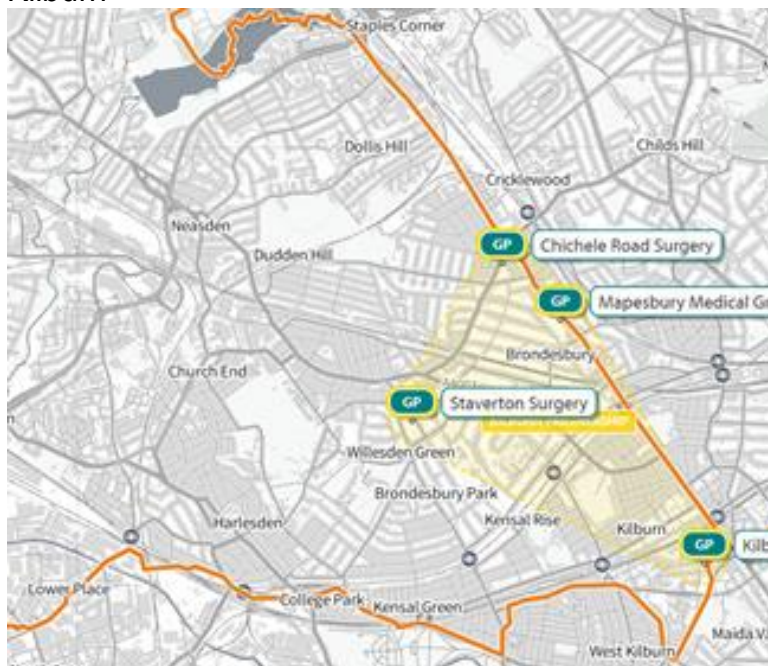 Staples Corner
Dollis Hill
Childs Hill
Cricklewood
Neasden
GP Chichele Road Surgery
Dudden Hill
GP Mapesbury Medical Gr
Brondesbury
Church End
GP Staverton Surgery
Willesden Green
Brondesbury Park
Kensal Rise
Harlesden
Kilburn
GP Kilb
Lower Place
College Park
Kensal Green
Maida Va
West Kilburn